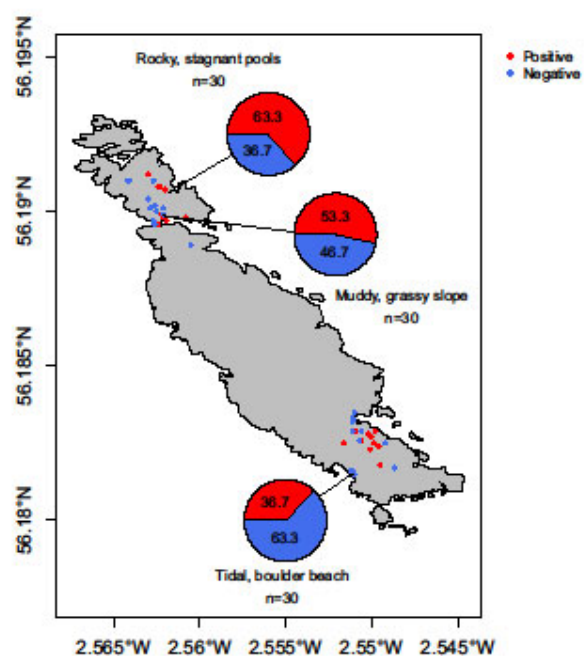 56.195°N
56.19°N
56.185°N
56.18°N
Rocky, stagnant pools
n=30
63.3
36.7
53.3
46.7
Muddy, grassy slope
n=30
36.7
63.3
Tidal, boulder beach
n=30
Positive
Negative
2.565°W 2.56°W 2.555°W 2.55°W 2.545°W